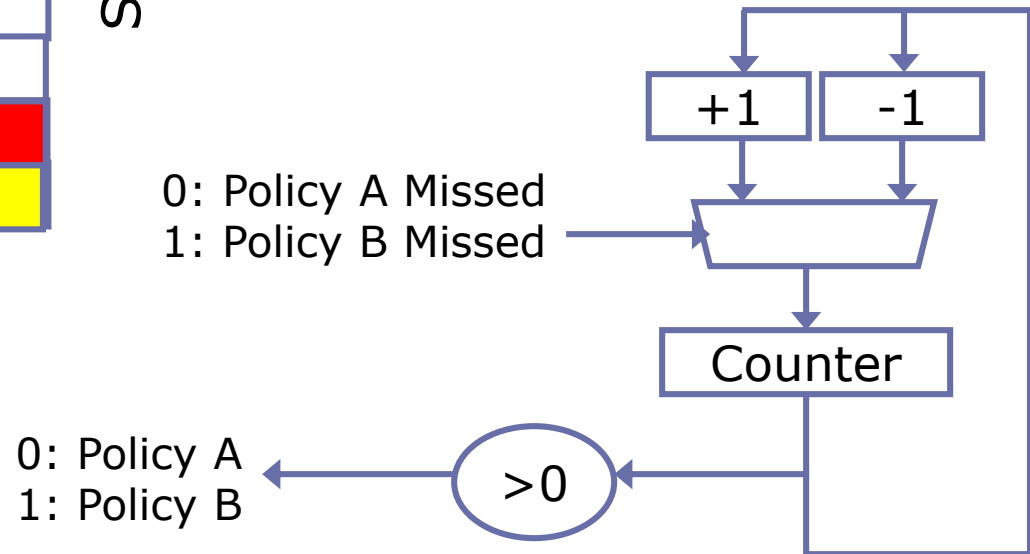 S
+1
-1
0: Policy A Missed
1: Policy B Missed
Counter
>0
0: Policy A
1: Policy B